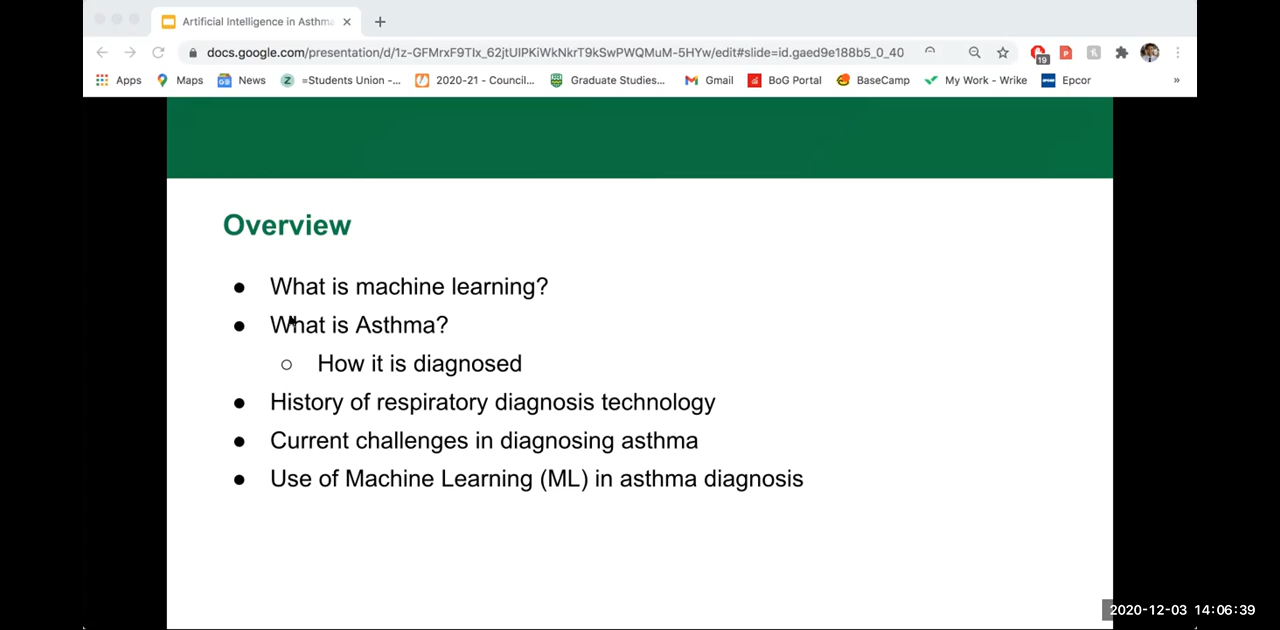 Artificial Intelligence in Asthma
docs.google.com/presentation/d/1z-GFMrxF9TIx_62jtUIPKiWkNkrT9kSwPWQMuM-5HYw/edit#slide=id.gaed9e188b5_0_40
19
Apps Maps News =Students Union -... 2020-21 - Council... Graduate Studies... Gmail BoG Portal BaseCamp My Work - Wrike Epcor »
Overview
● What is machine learning?
● What is Asthma?
○ How it is diagnosed
● History of respiratory diagnosis technology
● Current challenges in diagnosing asthma
● Use of Machine Learning (ML) in asthma diagnosis
2020-12-03 14:06:39